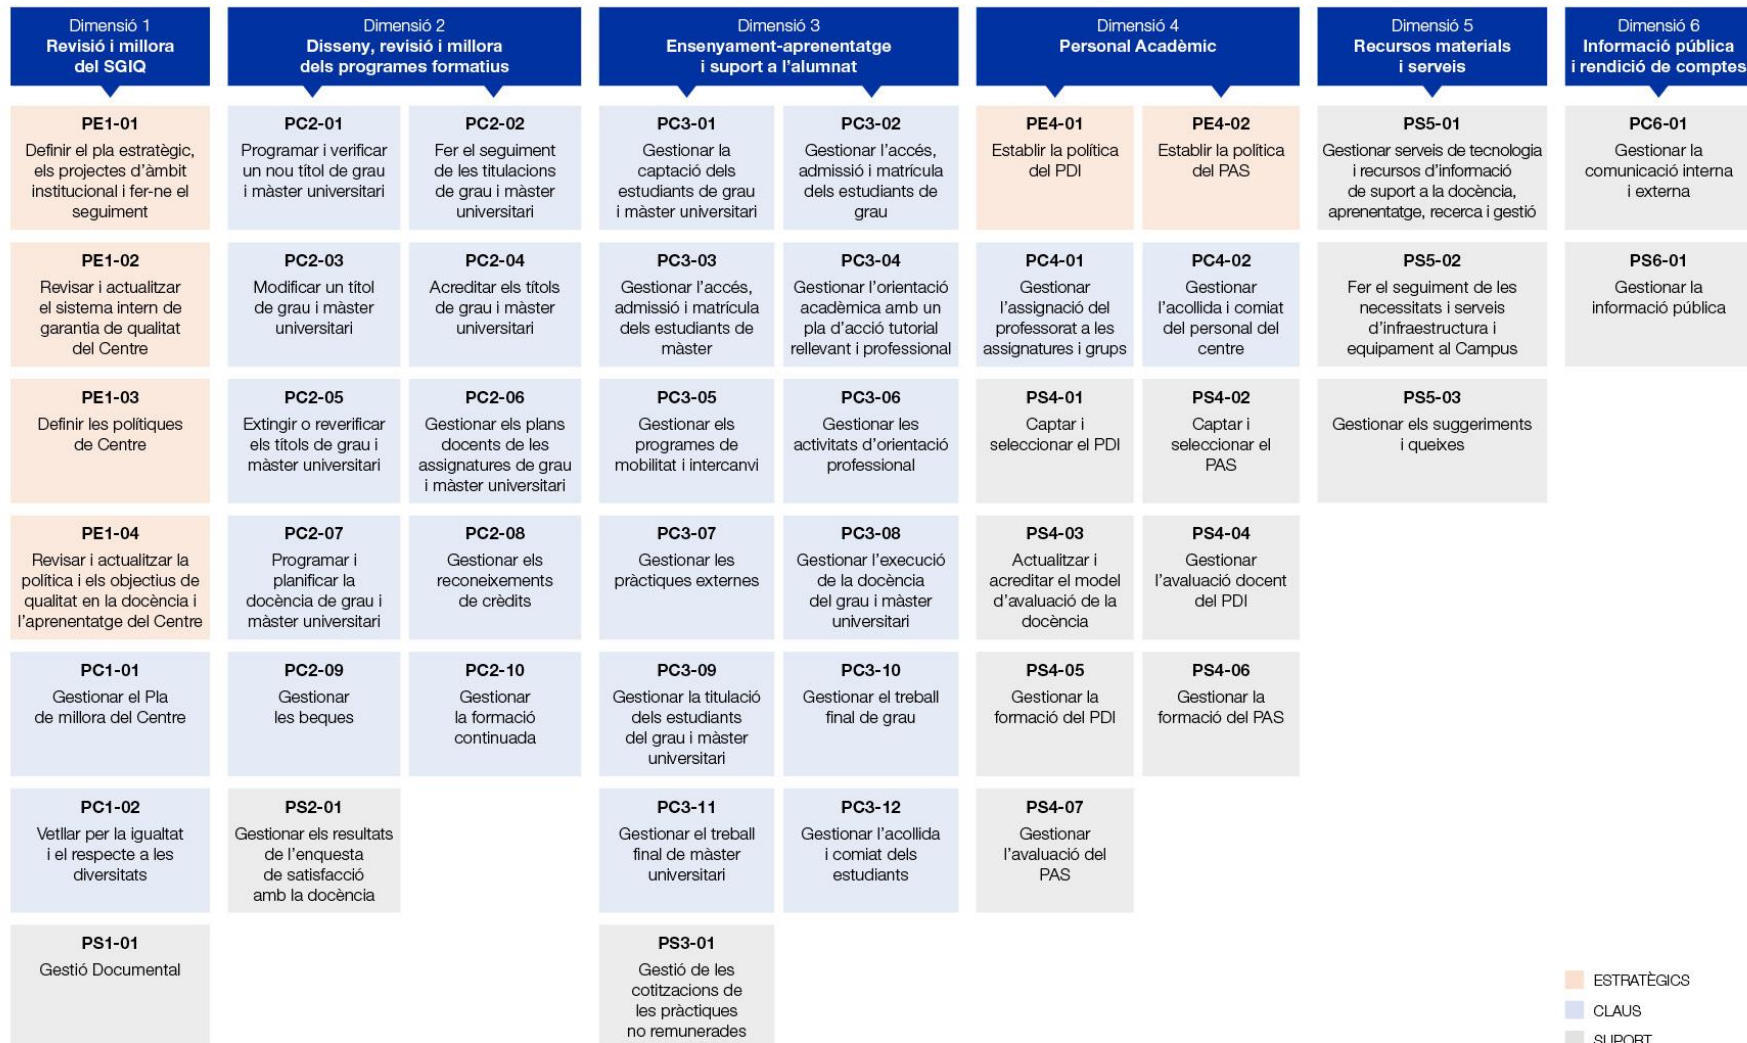 Dimensió 1
Revisió i millora
del SGIQ
Dimensió 2
Disseny, revisió i millora
dels programes formatius
Dimensió 3
Ensenyament-aprenentatge
i suport a l'alumnat
Dimensió 4
Personal Acadèmic
Dimensió 5
Recursos materials
i serveis
Dimensió 6
Informació pública
i rendició de comptes
PE1-01
Definir el pla estratègic,
els projectes d'àmbit
institucional i fer-ne el
seguiment
PC2-01
Programar i verificar
un nou títol de grau
i màster universitari
PC2-02
Fer el seguiment
de les titulacions
de grau i màster
universitari
PC3-01
Gestionar la
captació dels
estudiants de grau
i màster universitari
PC3-02
Gestionar l'accés,
admissió i matrícula
dels estudiants de
grau
PE4-01
Establir la política
del PDI
PE4-02
Establir la política
del PAS
PS5-01
Gestionar serveis de tecnologia
i recursos d'informació
de suport a la docència,
aprenentatge, recerca i gestió
PC6-01
Gestionar la
comunicació interna
i externa
PE1-02
Revisar i actualitzar
el sistema intern de
garantia de qualitat
del Centre
PC2-03
Modificar un títol
de grau i màster
universitari
PC2-04
Acreditar els títols
de grau i màster
universitari
PC3-03
Gestionar l'accés,
admissió i matrícula
dels estudiants de
màster
PC3-04
Gestionar l'orientació
acadèmica amb un
pla d'acció tutorial
rellevant i professional
PC4-01
Gestionar
l'assignació del
professorat a les
assignatures i grups
PC4-02
Gestionar
l'acollida i comiat
del personal del
centre
PS5-02
Fer el seguiment de les
necessitats i serveis
d'infraestructura i
equipament al Campus
PS6-01
Gestionar la
informació pública
PE1-03
Definir les polítiques
de Centre
PC2-05
Extingir o reverificar
els títols de grau i
màster universitari
PC2-06
Gestionar els plans
docents de les
assignatures de grau
i màster universitari
PC3-05
Gestionar els
programes de
mobilitat i intercanvi
PC3-06
Gestionar les
activitats d'orientació
professional
PS4-01
Captar i
seleccionar el PDI
PS4-02
Captar i
seleccionar el
PAS
PS5-03
Gestionar els suggeriments
i queixes
PE1-04
Revisar i actualitzar la
política i els objectius de
qualitat en la docència i
l'aprenentatge del Centre
PC2-07
Programar i
planificar la
docència de grau i
màster universitari
PC2-08
Gestionar els
reconeixements
de crèdits
PC3-07
Gestionar les
pràctiques externes
PC3-08
Gestionar l'execució
de la docència
del grau i màster
universitari
PS4-03
Actualitzar i
acreditar el model
d'avaluació de la
docència
PS4-04
Gestionar
l'avaluació docent
del PDI
PC1-01
Gestionar el Pla
de millora del Centre
PC2-09
Gestionar
les beques
PC2-10
Gestionar
la formació
continuada
PC3-09
Gestionar la titulació
dels estudiants
del grau i màster
universitari
PC3-10
Gestionar el treball
final de grau
PS4-05
Gestionar la
formació del PDI
PS4-06
Gestionar la
formació del PAS
PC1-02
Vetllar per la igualtat
i el respecte a les
diversitats
PS2-01
Gestionar els resultats
de l'enquesta
de satisfacció
amb la docència
PC3-11
Gestionar el treball
final de màster
universitari
PC3-12
Gestionar l'acollida
i comiat dels
estudiants
PS4-07
Gestionar
l'avaluació del
PAS
PS1-01
Gestió Documental
PS3-01
Gestió de les
cotitzacions de
les pràctiques
no remunerades
ESTRATÈGICS
CLAUS
SUPORT